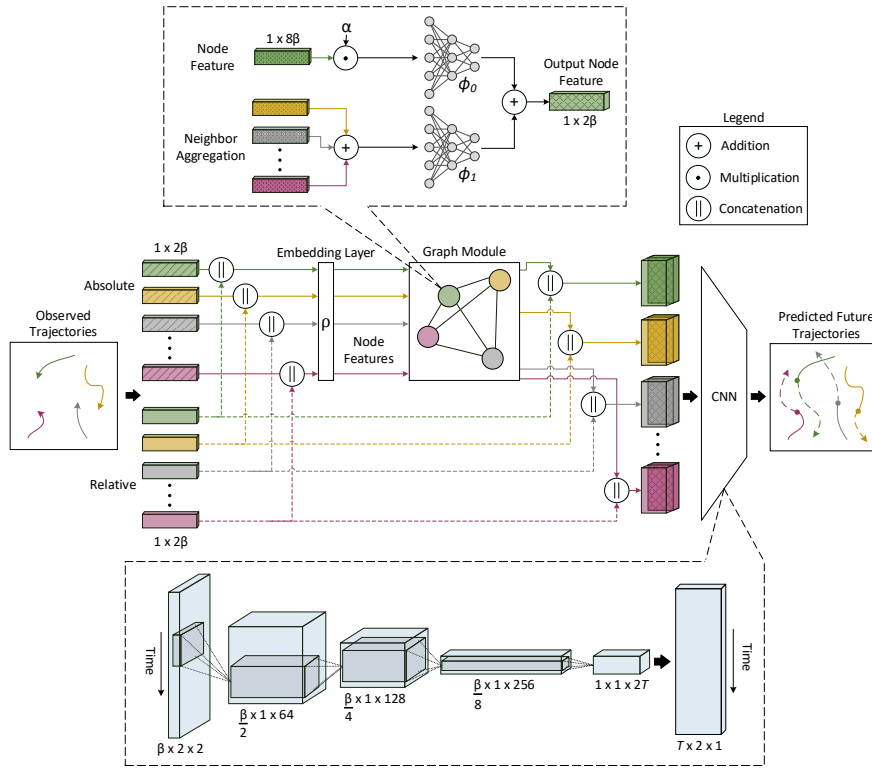 Node
Feature
1 x 8β
α
ϕ0
Output Node
Feature
1 x 2β
Neighbor
Aggregation
ϕ1
Legend
Addition
Multiplication
Concatenation
1 x 2β
Embedding Layer
Graph Module
Absolute
Observed
Trajectories
ρ
Node
Features
Predicted Future
Trajectories
CNN
Relative
1 x 2β
Time
β x 2 x 2
β/2 x 1 x 64
β/4 x 1 x 128
β/8 x 1 x 256
1 x 1 x 2T
Time
T x 2 x 1